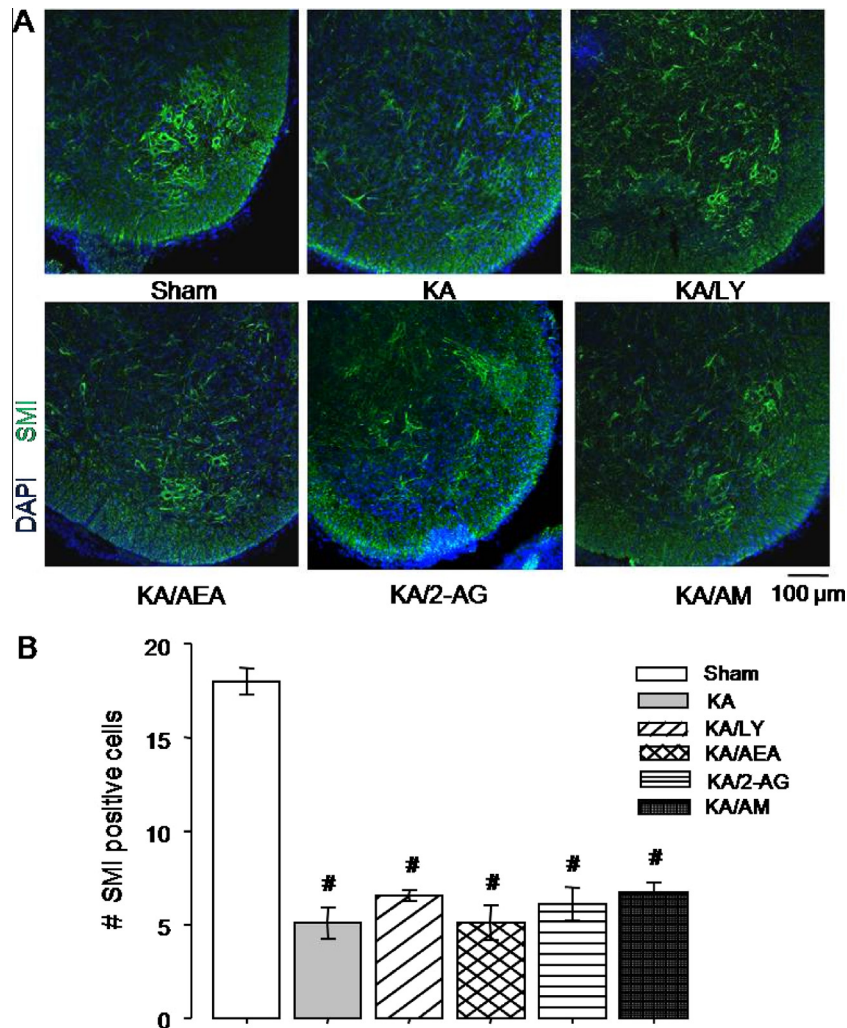 A
Sham KA KA/LY
DAPI SMI
KA/AEA KA/2-AG KA/AM
100 µm
B
# SMI positive cells
20
15
10
5
0
# # # # #
Sham
KA
KA/LY
KA/AEA
KA/2-AG
KA/AM